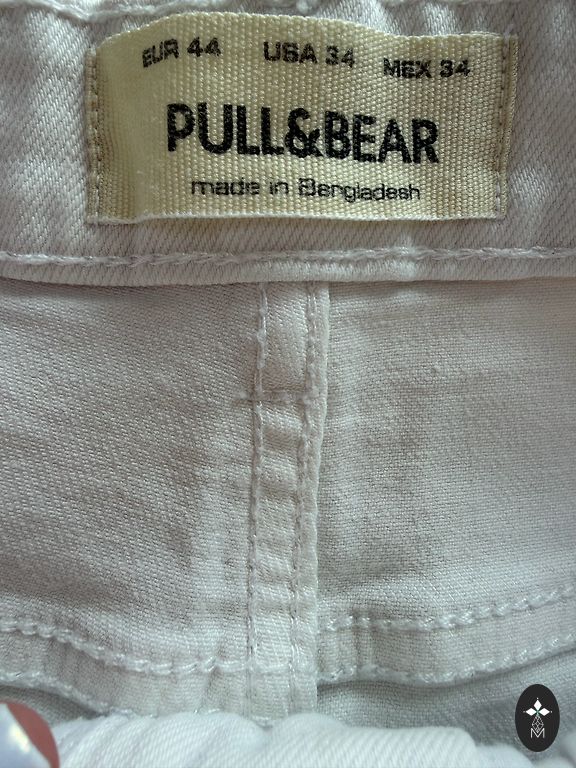 EUR 44 USA 34 MEX 34
PULL&BEAR
made in Bangladesh
M